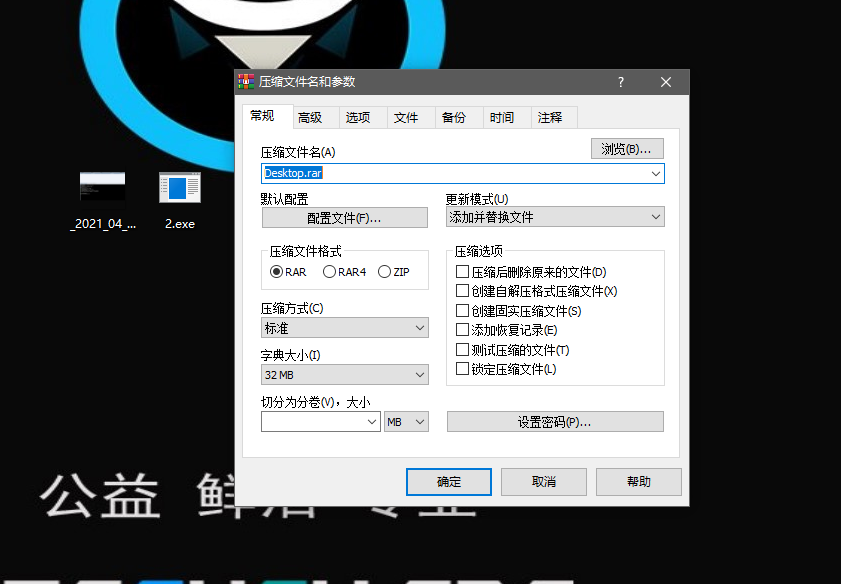 压缩文件名和参数
?
常规 高级 选项 文件 备份 时间 注释
压缩文件名(A)
浏览(B)...
Desktop.rar
默认配置
配置文件(F)...
更新模式(U)
添加并替换文件
压缩文件格式
RAR RAR4 ZIP
压缩方式(C)
标准
字典大小(I)
32 MB
切分为分卷(V)，大小
MB
压缩选项
压缩后删除原来的文件(D)
创建自解压格式压缩文件(X)
创建固实压缩文件(S)
添加恢复记录(E)
测试压缩的文件(T)
锁定压缩文件(L)
设置密码(P)...
确定 取消 帮助
_2021_04_...
2.exe
公益 鲜活 专业